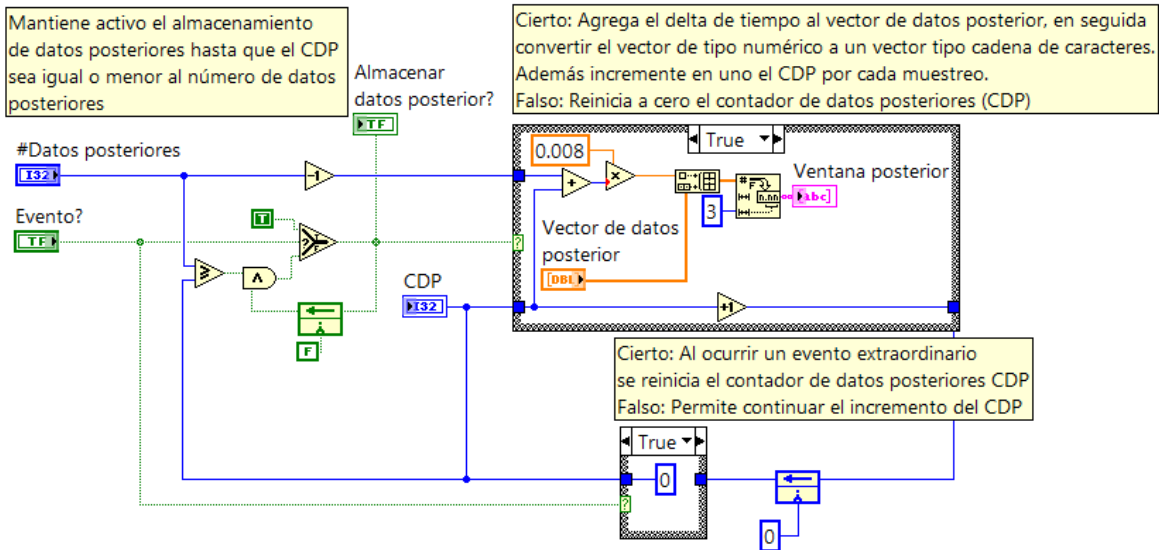 Mantiene activo el almacenamiento
de datos posteriores hasta que el CDP
sea igual o menor al número de datos
posteriores
Cierto: Agrega el delta de tiempo al vector de datos posterior, en seguida
convertir el vector de tipo numérico a un vector tipo cadena de caracteres.
Además incremente en uno el CDP por cada muestreo.
Falso: Reinicia a cero el contador de datos posteriores (CDP)
Almacenar
datos posterior?
TF
#Datos posteriores
I32
-1
Evento?
TF
T
? T F
≥
∧
F
CDP
I32
True
0.008
+
x
# F n.nn
3
Ventana posterior
abc]
Vector de datos
posterior
[DBL
?
+1
Cierto: Al ocurrir un evento extraordinario
se reinicia el contador de datos posteriores CDP
Falso: Permite continuar el incremento del CDP
True
0
?
0